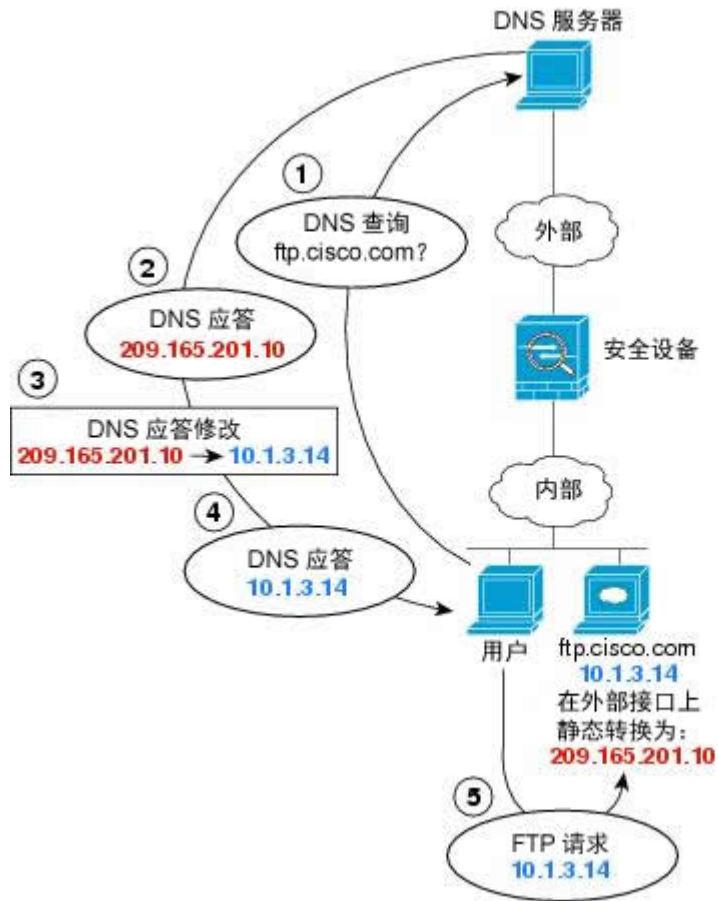 DNS 服务器
1
DNS 查询
ftp.cisco.com?
外部
2
DNS 应答
209.165.201.10
安全设备
3
DNS 应答修改
209.165.201.10 → 10.1.3.14
内部
4
DNS 应答
10.1.3.14
用户
ftp.cisco.com
10.1.3.14
在外部接口上
静态转换为：
209.165.201.10
5
FTP 请求
10.1.3.14